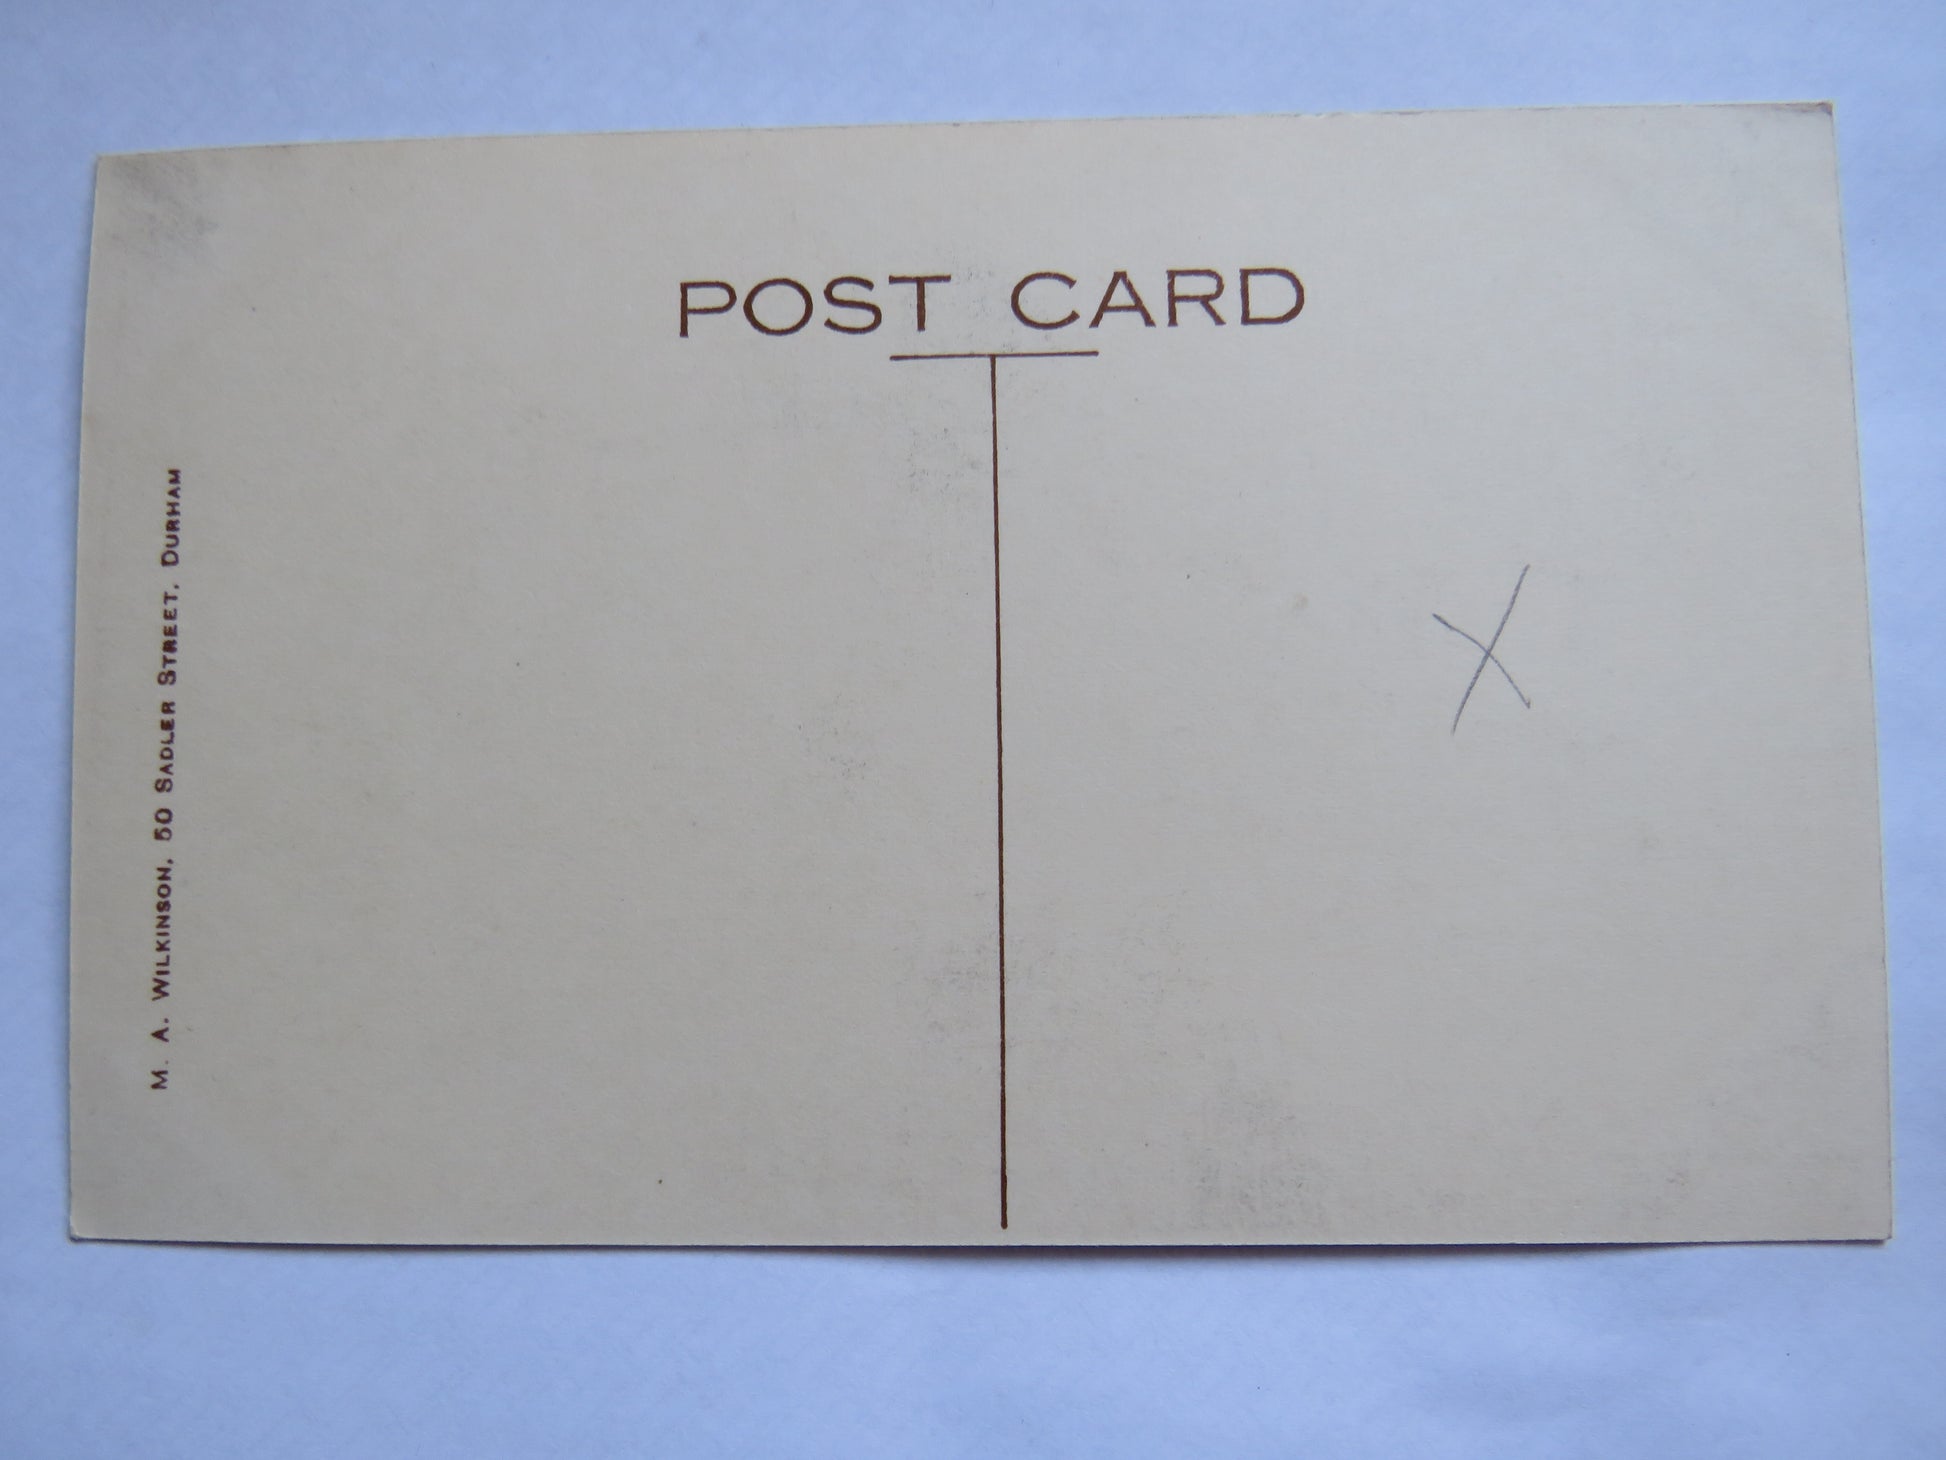 POST CARD
M. A. WILKINSON, 50 SADLER STREET, DURHAM
X